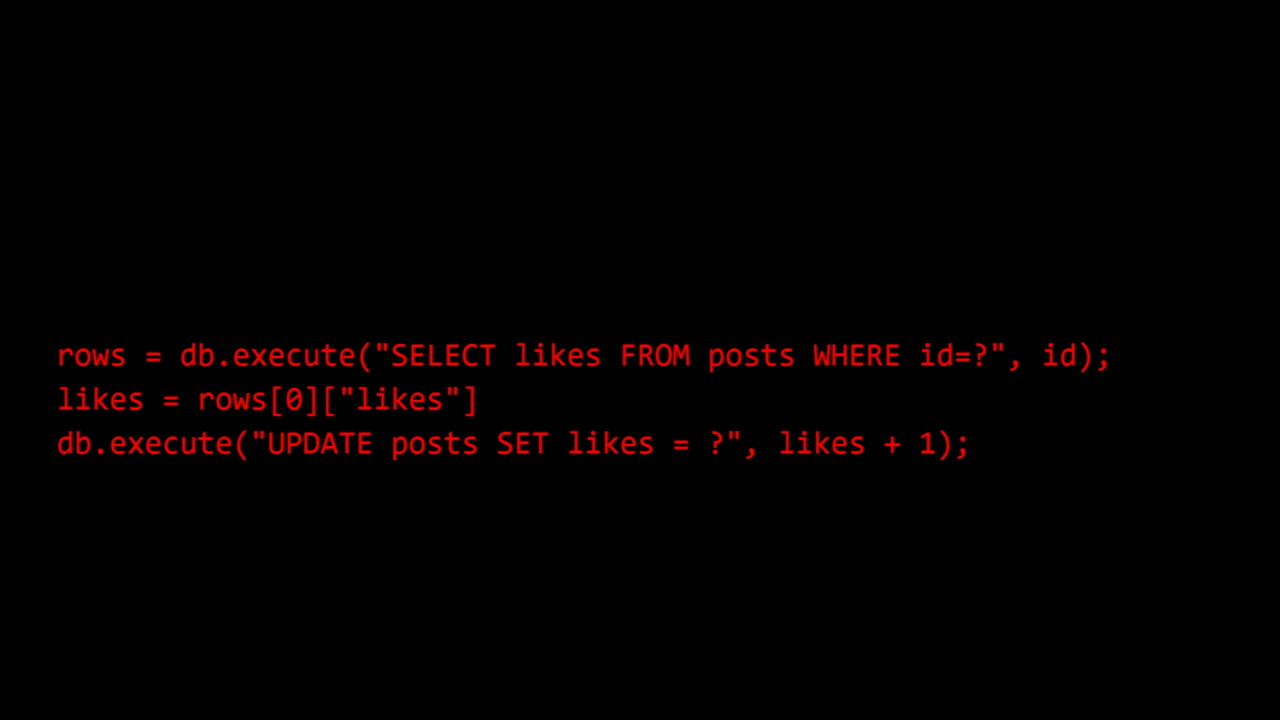 rows = db.execute("SELECT likes FROM posts WHERE id=?", id);
likes = rows[0]["likes"]
db.execute("UPDATE posts SET likes = ?", likes + 1);